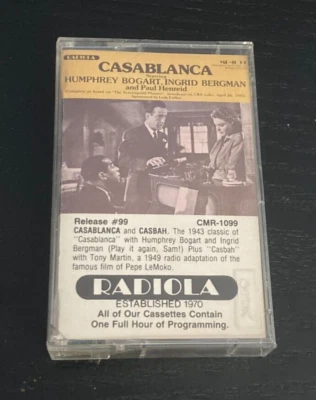 RADIOLA
CASABLANCA
HUMPHREY BOGART, INGRID BERGMAN
and Paul Henreid
Release #99 CMR-1099
CASABLANCA and CASBAH. The 1943 classic of
"Casablanca" with Humphrey Bogart and Ingrid
Bergman (Play it again, Sam!) Plus "Casbah"
with Tony Martin, a 1949 radio adaptation of the
famous film of Pepe LeMoko.
RADIOLA
ESTABLISHED 1970
All of Our Cassettes Contain
One Full Hour of Programming.